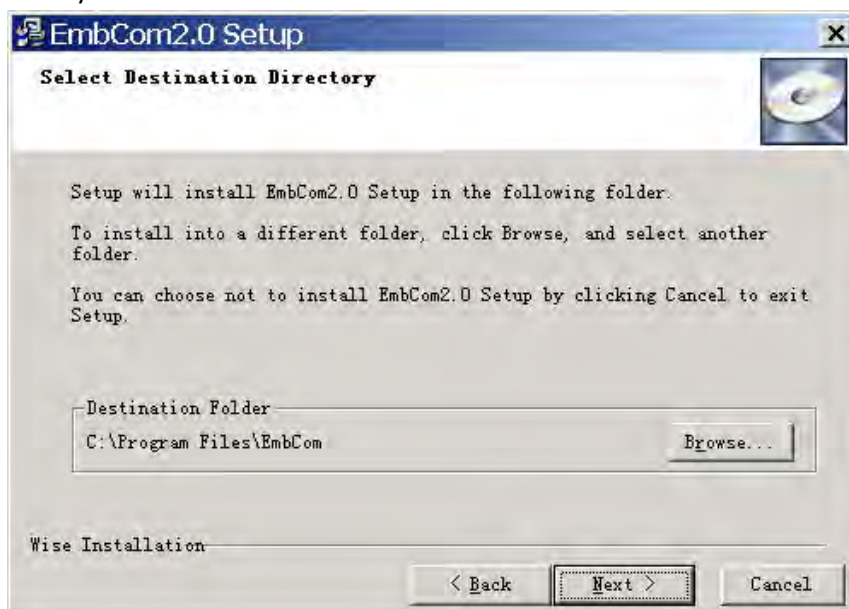 EmbCom2.0 Setup
Select Destination Directory
Setup will install EmbCom2.0 Setup in the following folder.
To install into a different folder, click Browse, and select another
folder.
You can choose not to install EmbCom2.0 Setup by clicking Cancel to exit
Setup.
Destination Folder
C:\Program Files\EmbCom
Browse...
Wise Installation
< Back
Next >
Cancel